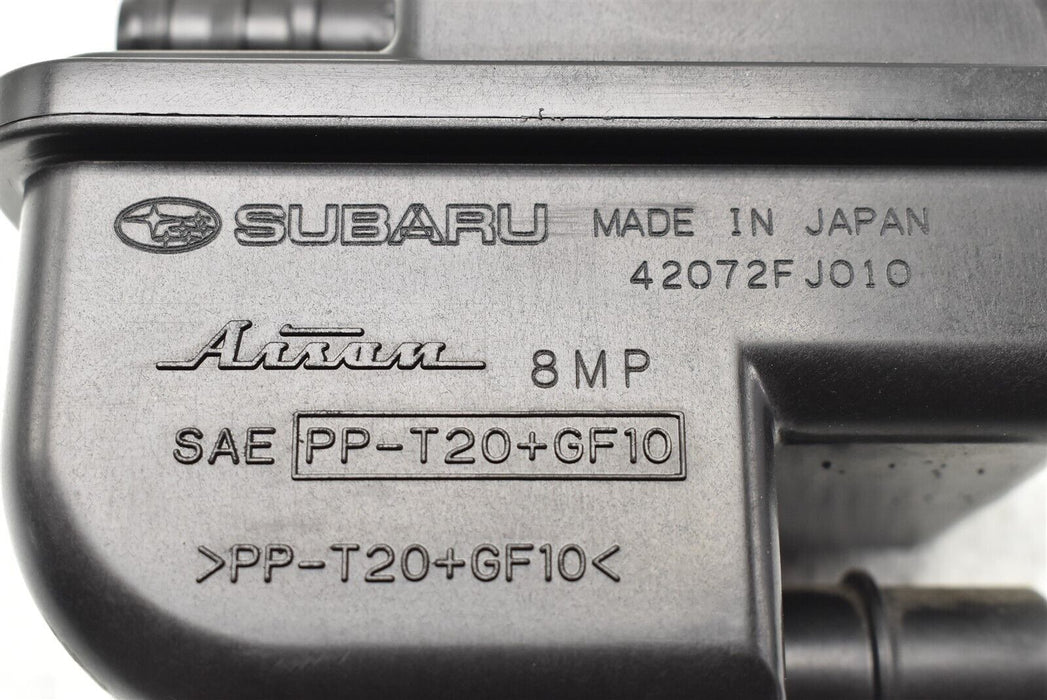 SUBARU MADE IN JAPAN
42072FJ010
Aisan 8MP
SAE PP-T20+GF10
>PP-T20+GF10<